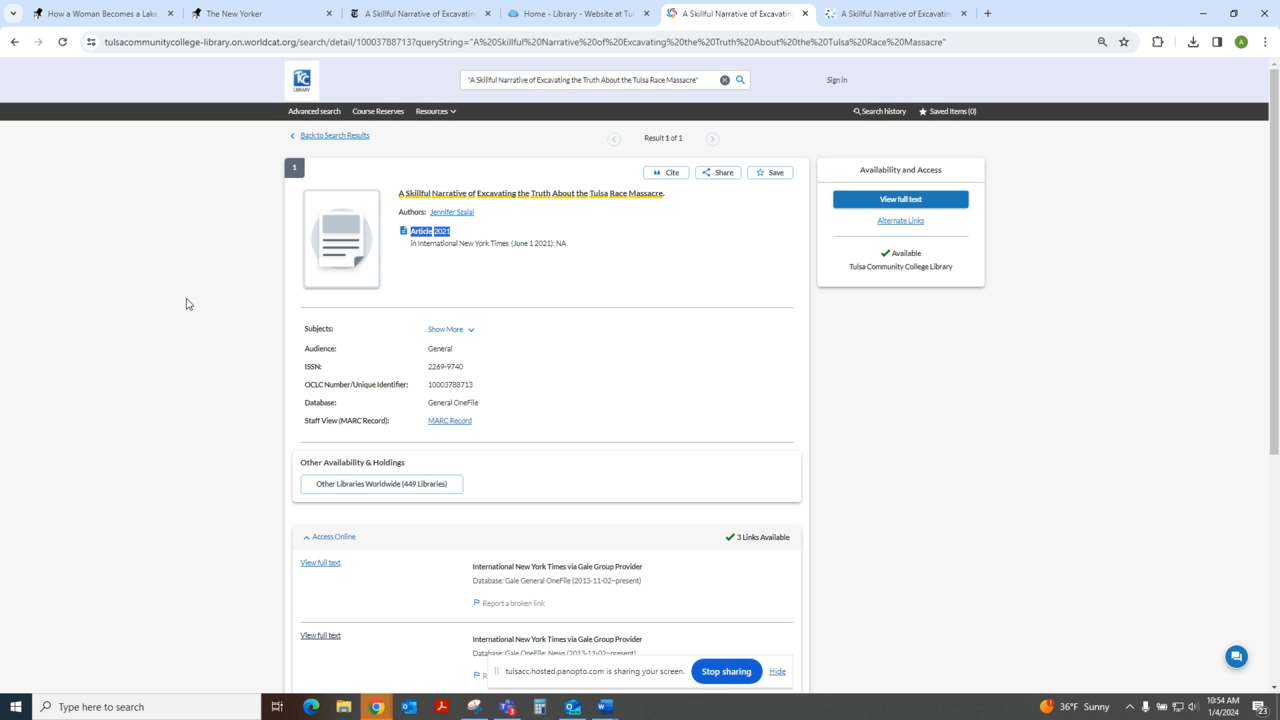 How a Woman Becomes a Lake
The New Yorker
A Skillful Narrative of Excavatin
Home - Library - Website at Tul
A Skillful Narrative of Excavatin
A Skillful Narrative of Excavatin
tulsacommunitycollege-library.on.worldcat.org/search/detail/10003788713?queryString="A%20Skillful%20Narrative%20of%20Excavating%20the%20Truth%20About%20the%20Tulsa%20Race%20Massacre"
A
TCC
LIBRARY
"A Skillful Narrative of Excavating the Truth About the Tulsa Race Massacre"
Sign in
Advanced search Course Reserves Resources
Search history Saved Items (0)
Back to Search Results
Result 1 of 1
1
Cite Share Save
Availability and Access
A Skillful Narrative of Excavating the Truth About the Tulsa Race Massacre.
View full text
Authors: Jennifer Szalai
Alternate Links
Article 2021
in International New York Times (June 1 2021); NA
Available
Tulsa Community College Library
Subjects: Show More
Audience: General
ISSN: 2269-9740
OCLC Number/Unique Identifier: 10003788713
Database: General OneFile
Staff View (MARC Record): MARC Record
Other Availability & Holdings
Other Libraries Worldwide (449 Libraries)
Access Online
3 Links Available
View full text
International New York Times via Gale Group Provider
Database: Gale General OneFile (2013-11-02~present)
Report a broken link
View full text
International New York Times via Gale Group Provider
Database: Gale OneFile: News (2013-11-02~present)
R
tulsacc.hosted.panopto.com is sharing your screen.
Stop sharing
Hide
Type here to search
36°F Sunny
10:54 AM
1/4/2024
23